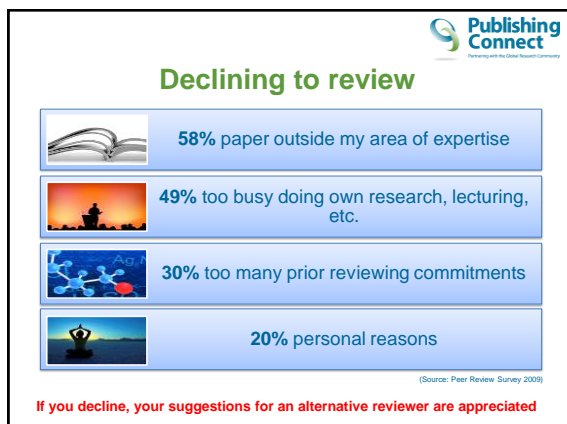 Publishing
Connect
Partnering with the Global Research Community
Declining to review
58% paper outside my area of expertise
49% too busy doing own research, lecturing,
etc.
30% too many prior reviewing commitments
20% personal reasons
(Source: Peer Review Survey 2009)
If you decline, your suggestions for an alternative reviewer are appreciated